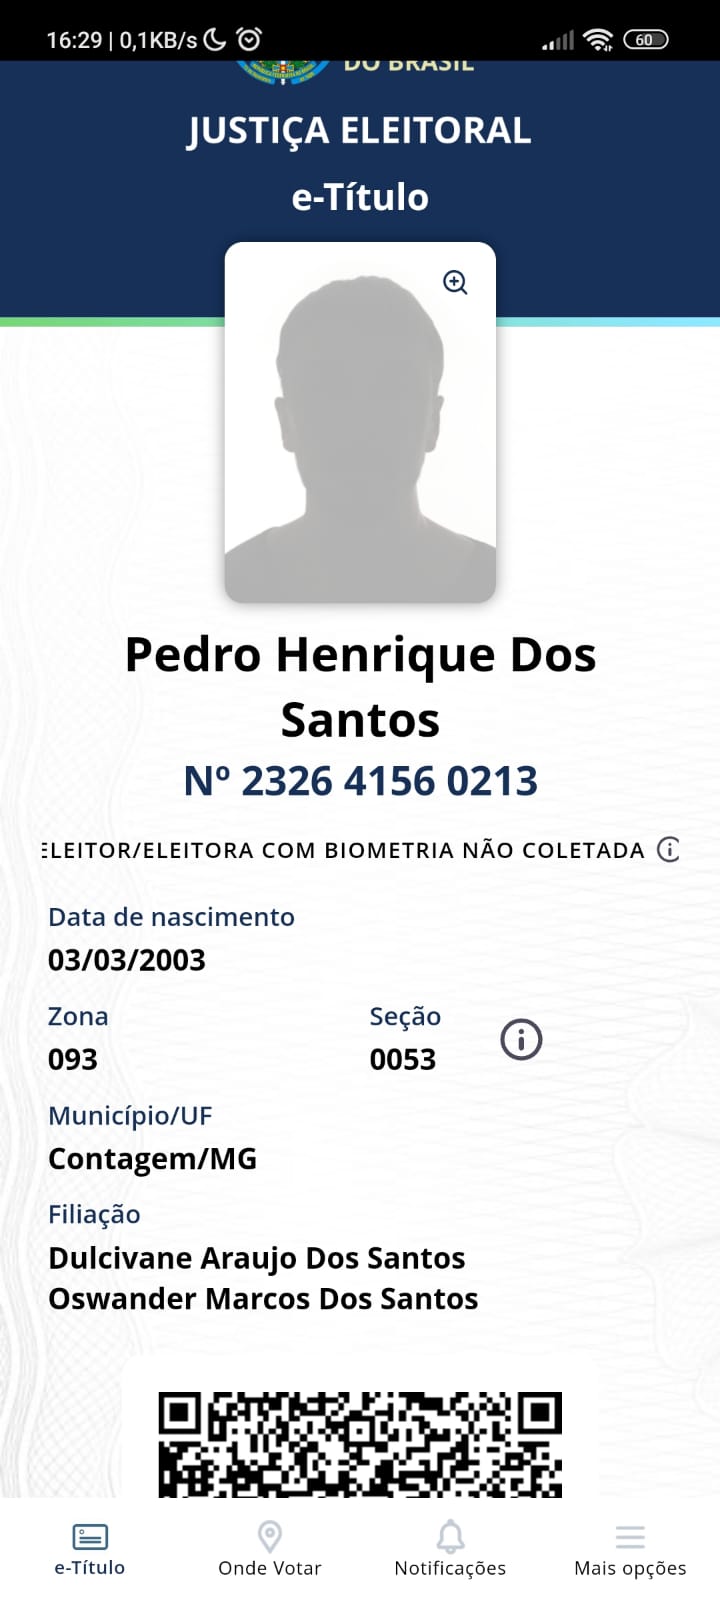 16:29 | 0,1KB/s
60
DO BRASIL
JUSTIÇA ELEITORAL
e-Título
Pedro Henrique Dos
Santos
Nº 2326 4156 0213
ELEITOR/ELEITORA COM BIOMETRIA NÃO COLETADA
Data de nascimento
03/03/2003
Zona
Seção
093
0053
Município/UF
Contagem/MG
Filiação
Dulcivane Araujo Dos Santos
Oswander Marcos Dos Santos
e-Título
Onde Votar
Notificações
Mais opções